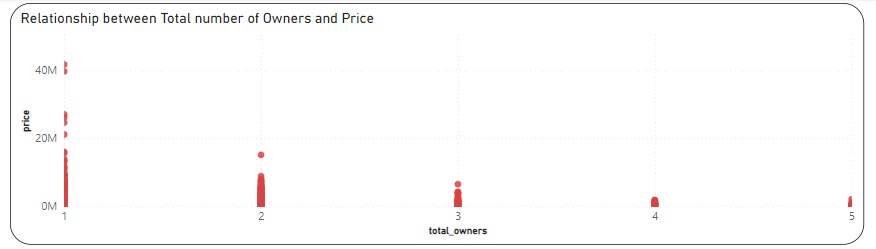 Relationship between Total number of Owners and Price
40M
price
20M
0M
1 2 3 4 5
total_owners